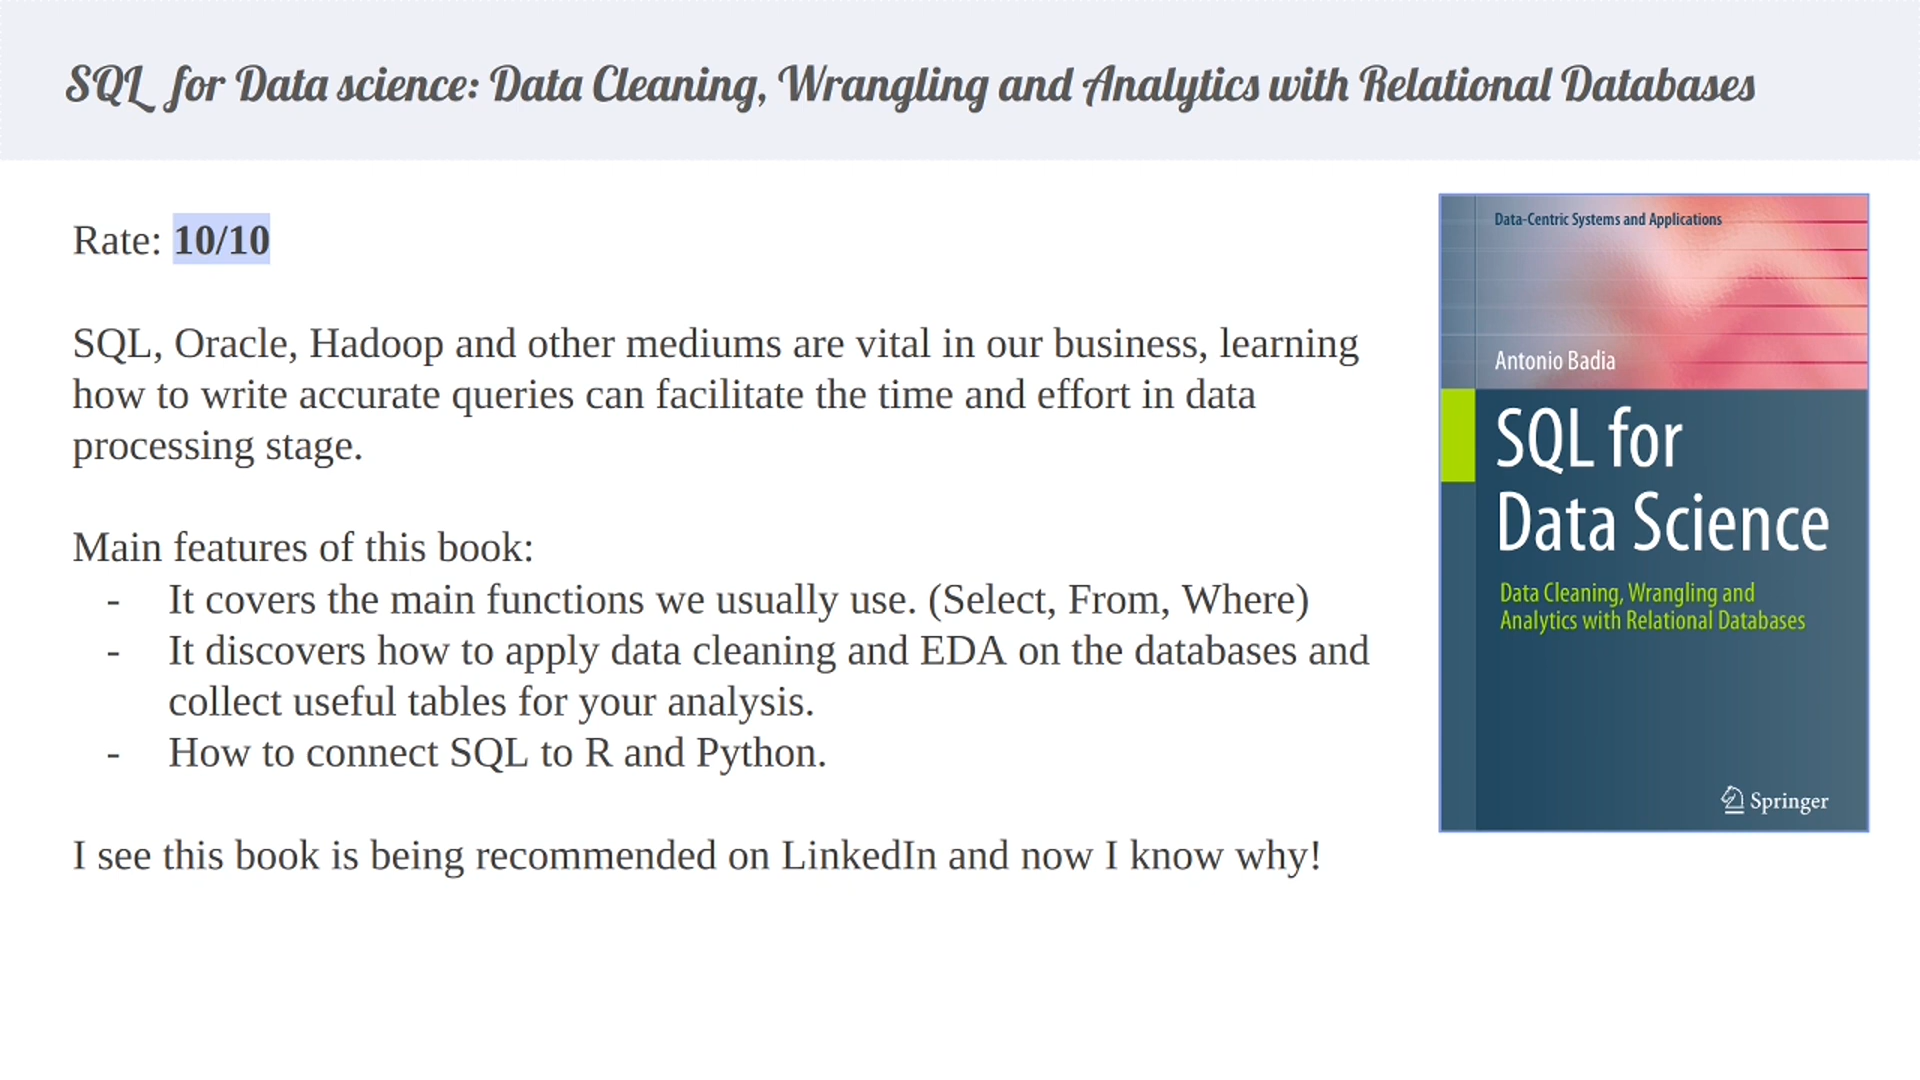 SQL for Data science: Data Cleaning, Wrangling and Analytics with Relational Databases
Rate: 10/10
SQL, Oracle, Hadoop and other mediums are vital in our business, learning
how to write accurate queries can facilitate the time and effort in data
processing stage.
Main features of this book:
- It covers the main functions we usually use. (Select, From, Where)
- It discovers how to apply data cleaning and EDA on the databases and
collect useful tables for your analysis.
- How to connect SQL to R and Python.
I see this book is being recommended on LinkedIn and now I know why!
Data-Centric Systems and Applications
Antonio Badia
SQL for
Data Science
Data Cleaning, Wrangling and
Analytics with Relational Databases
Springer